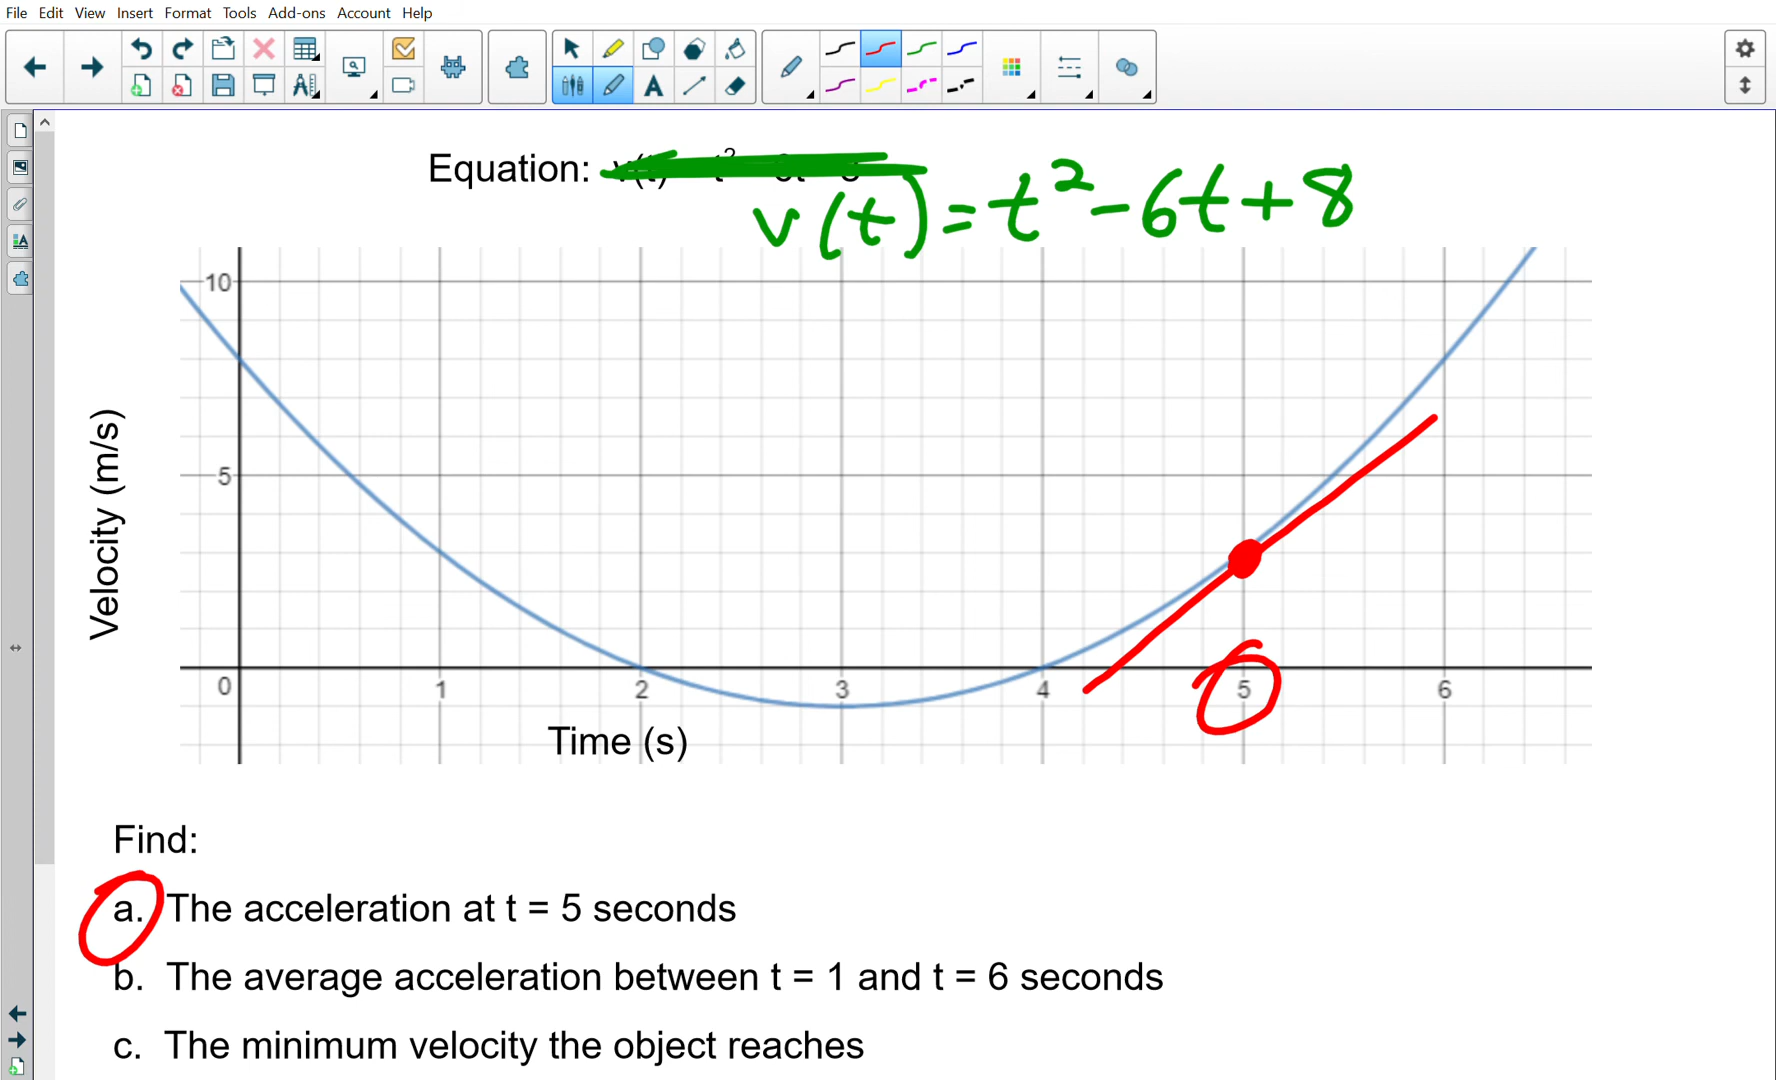 File Edit View Insert Format Tools Add-ons Account Help
Equation:
v(t) = t² - 6t + 8
10
5
Velocity (m/s)
0 1 2 3 4 5 6
Time (s)
Find:
a. The acceleration at t = 5 seconds
b. The average acceleration between t = 1 and t = 6 seconds
c. The minimum velocity the object reaches